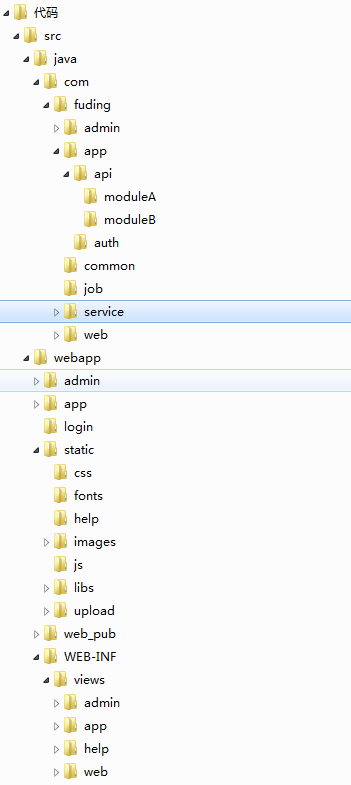 代码
src
java
com
fuding
admin
app
api
moduleA
moduleB
auth
common
job
service
web
webapp
admin
app
login
static
css
fonts
help
images
js
libs
upload
web_pub
WEB-INF
views
admin
app
help
web